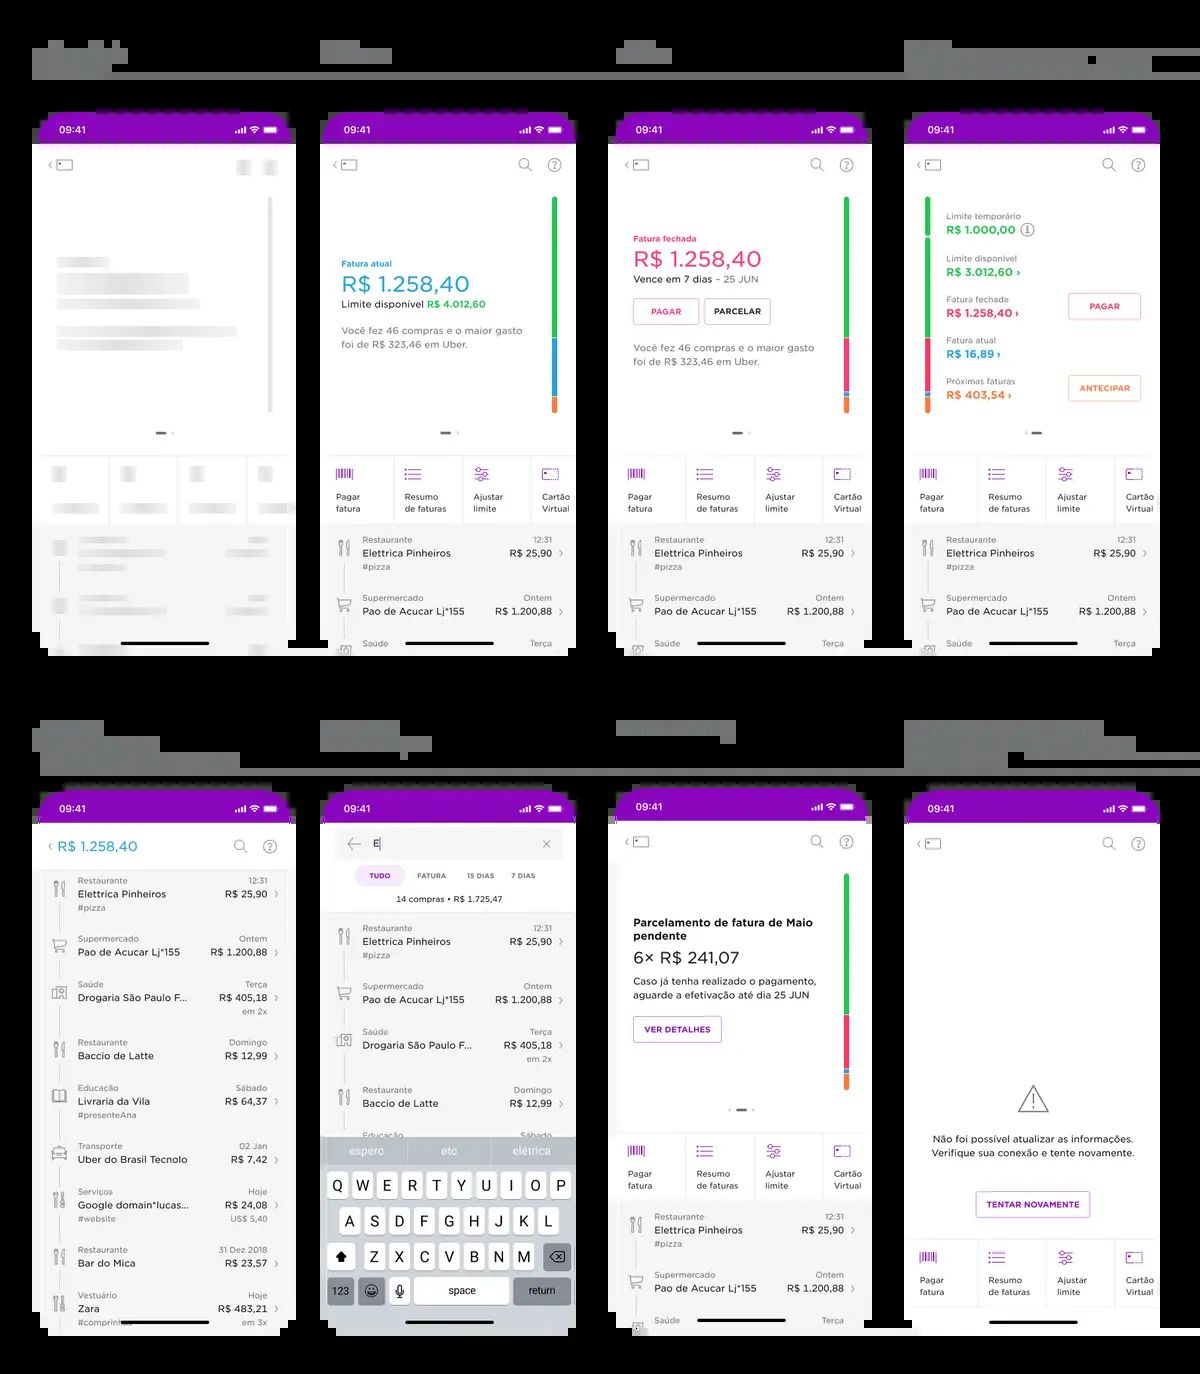 09:41
09:41
Fatura atual
R$ 1.258,40
Limite disponível R$ 4.012,60
Você fez 46 compras e o maior gasto
foi de R$ 323,46 em Uber.
Pagar
fatura
Resumo
de faturas
Ajustar
limite
Cartão
Virtual
Restaurante 12:31
Elettrica Pinheiros R$ 25,90
#pizza
Supermercado Ontem
Pao de Acucar Lj*155 R$ 1.200,88
Saúde Terça
09:41
Fatura fechada
R$ 1.258,40
Vence em 7 dias – 25 JUN
PAGAR PARCELAR
Você fez 46 compras e o maior gasto
foi de R$ 323,46 em Uber.
Pagar
fatura
Resumo
de faturas
Ajustar
limite
Cartão
Virtual
Restaurante 12:31
Elettrica Pinheiros R$ 25,90
#pizza
Supermercado Ontem
Pao de Acucar Lj*155 R$ 1.200,88
Saúde Terça
09:41
Limite temporário
R$ 1.000,00
Limite disponível
R$ 3.012,60 ›
Fatura fechada
R$ 1.258,40 ›
PAGAR
Fatura atual
R$ 16,89 ›
Próximas faturas
R$ 403,54 ›
ANTECIPAR
Pagar
fatura
Resumo
de faturas
Ajustar
limite
Cartão
Virtual
Restaurante 12:31
Elettrica Pinheiros R$ 25,90
#pizza
Supermercado Ontem
Pao de Acucar Lj*155 R$ 1.200,88
Saúde Terça
09:41
R$ 1.258,40
Restaurante 12:31
Elettrica Pinheiros R$ 25,90
#pizza
Supermercado Ontem
Pao de Acucar Lj*155 R$ 1.200,88
Saúde Terça
Drogaria São Paulo F... R$ 405,18
em 2x
Restaurante Domingo
Baccio de Latte R$ 12,99
Educação Sábado
Livraria da Vila R$ 64,37
#presenteAna
Transporte 02 Jan
Uber do Brasil Tecnolo R$ 7,42
Serviços Hoje
Google domain*lucas... R$ 24,08
#website US$ 5,40
Restaurante 31 Dez 2018
Bar do Mica R$ 23,57
Vestuário Hoje
Zara R$ 483,21
#comprinhas em 3x
09:41
E
TUDO FATURA 15 DIAS 7 DIAS
14 compras • R$ 1.725,47
Restaurante 12:31
Elettrica Pinheiros R$ 25,90
#pizza
Supermercado Ontem
Pao de Acucar Lj*155 R$ 1.200,88
Saúde Terça
Drogaria São Paulo F... R$ 405,18
em 2x
Restaurante Domingo
Baccio de Latte R$ 12,99
Educação Sábado
espero etc elétrica
Q W E R T Y U I O P
A S D F G H J K L
Z X C V B N M
123 space return
09:41
Parcelamento de fatura de Maio
pendente
6× R$ 241,07
Caso já tenha realizado o pagamento,
aguarde a efetivação até dia 25 JUN
VER DETALHES
Pagar
fatura
Resumo
de faturas
Ajustar
limite
Cartão
Virtual
Restaurante 12:31
Elettrica Pinheiros R$ 25,90
#pizza
Supermercado Ontem
Pao de Acucar Lj*155 R$ 1.200,88
Saúde Terça
09:41
Não foi possível atualizar as informações.
Verifique sua conexão e tente novamente.
TENTAR NOVAMENTE
Pagar
fatura
Resumo
de faturas
Ajustar
limite
Cartão
Virtual